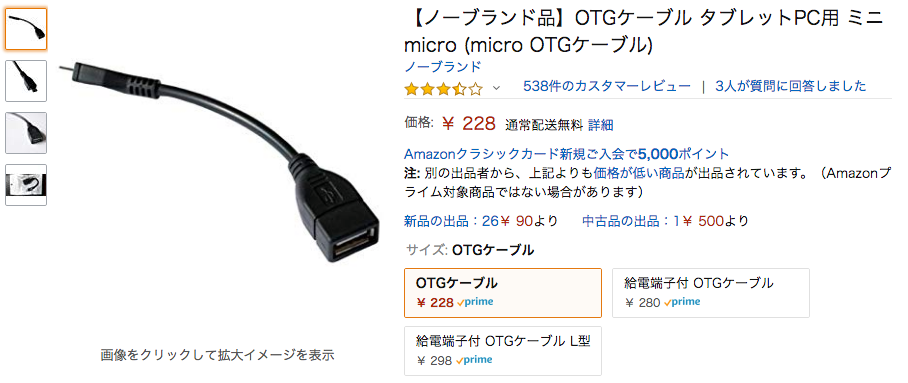 【ノーブランド品】OTGケーブル タブレットPC用 ミニ
micro (micro OTGケーブル)
ノーブランド
538件のカスタマーレビュー | 3人が質問に回答しました
価格: ￥ 228 通常配送無料 詳細
Amazonクラシックカード新規ご入会で5,000ポイント
注: 別の出品者から、上記よりも価格が低い商品が出品されています。（Amazonプ
ライム対象商品ではない場合があります）
新品の出品：26￥ 90より 中古品の出品：1￥ 500より
サイズ: OTGケーブル
OTGケーブル
￥ 228 prime
給電端子付 OTGケーブル
￥ 280 prime
給電端子付 OTGケーブル L型
￥ 298 prime
画像をクリックして拡大イメージを表示